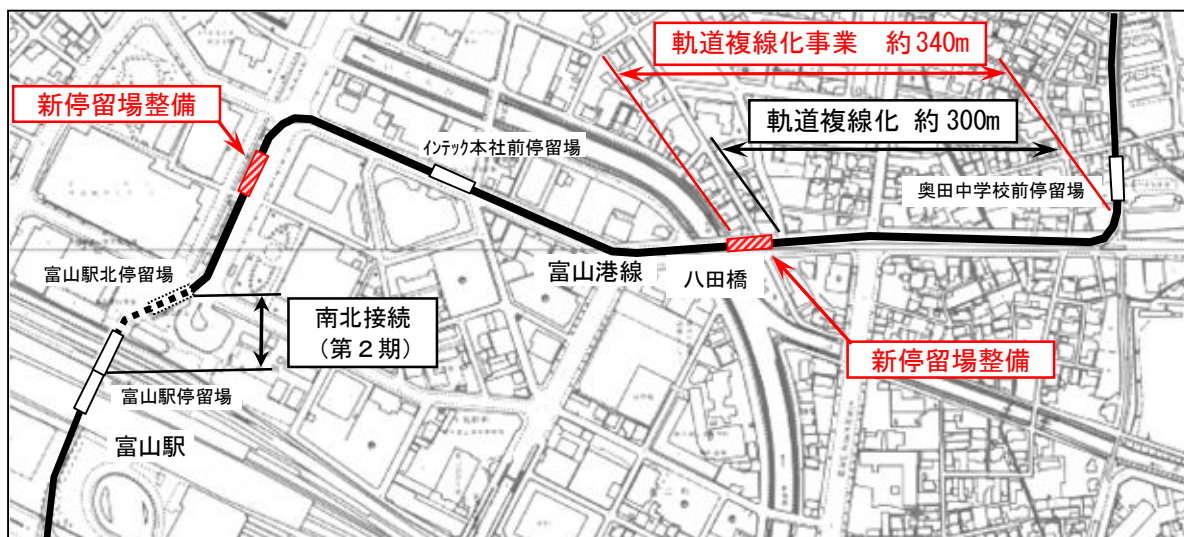 軌道複線化事業 約340m
新停留場整備
軌道複線化 約300m
インテック本社前停留場
奥田中学校前停留場
富山駅北停留場
富山港線
八田橋
南北接続
(第2期)
新停留場整備
富山駅停留場
富山駅